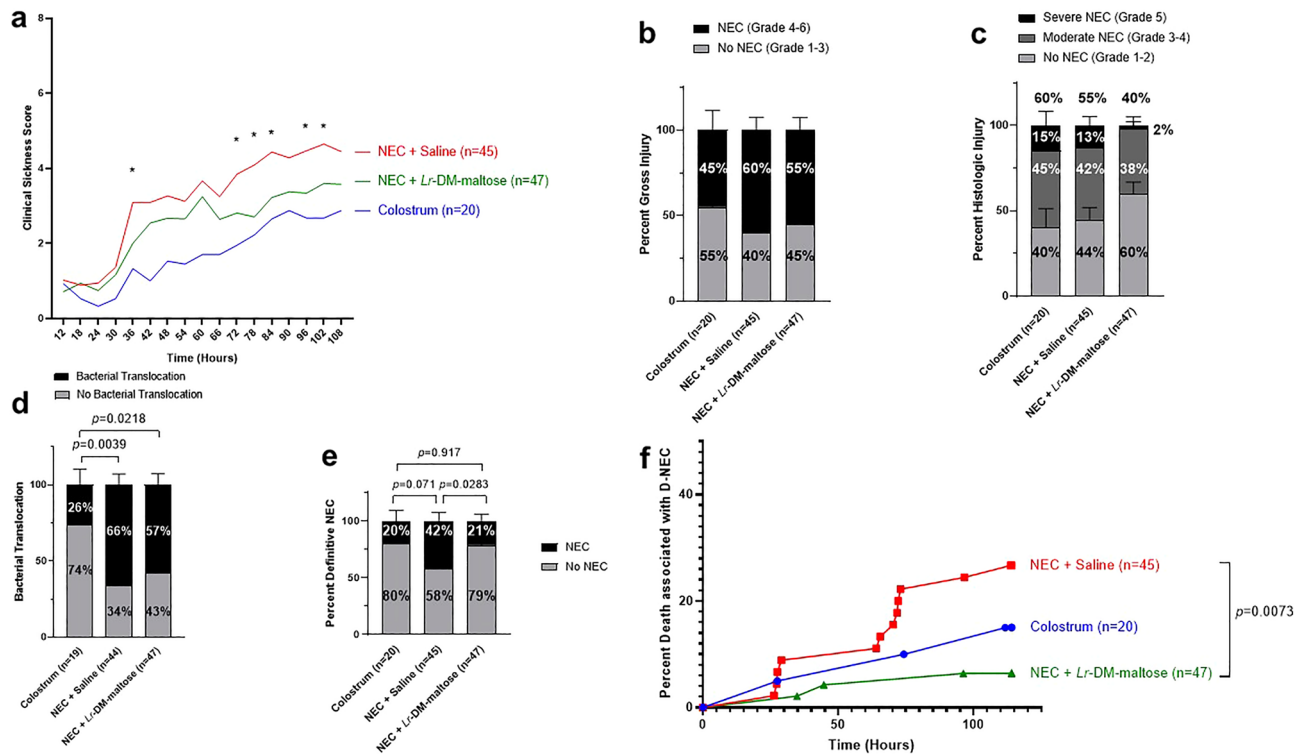 a
8
6
4
2
0
Clinical Sickness Score
* * * * * *
NEC + Saline (n=45)
NEC + Lr-DM-maltose (n=47)
Colostrum (n=20)
12 18 24 30 36 42 48 54 60 66 72 78 84 90 96 102 108
Time (Hours)
b
NEC (Grade 4-6)
No NEC (Grade 1-3)
Percent Gross Injury
100
50
0
45% 60% 55%
55% 40% 45%
Colostrum (n=20)
NEC + Saline (n=45)
NEC + Lr-DM-maltose (n=47)
c
Severe NEC (Grade 5)
Moderate NEC (Grade 3-4)
No NEC (Grade 1-2)
Percent Histologic Injury
60% 55% 40%
100
50
0
15% 13% 2%
45% 42% 38%
40% 44% 60%
Colostrum (n=20)
NEC + Saline (n=45)
NEC + Lr-DM-maltose (n=47)
d
Bacterial Translocation
No Bacterial Translocation
p=0.0218
p=0.0039
Bacterial Translocation
100
50
0
26% 66% 57%
74% 34% 43%
Colostrum (n=19)
NEC + Saline (n=44)
NEC + Lr-DM-maltose (n=47)
e
p=0.917
p=0.071 p=0.0283
Percent Definitive NEC
100
50
0
20% 42% 21%
80% 58% 79%
NEC
No NEC
Colostrum (n=20)
NEC + Saline (n=45)
NEC + Lr-DM-maltose (n=47)
f
Percent Death associated with D-NEC
40
20
0
NEC + Saline (n=45)
Colostrum (n=20)
NEC + Lr-DM-maltose (n=47)
p=0.0073
0 50 100
Time (Hours)